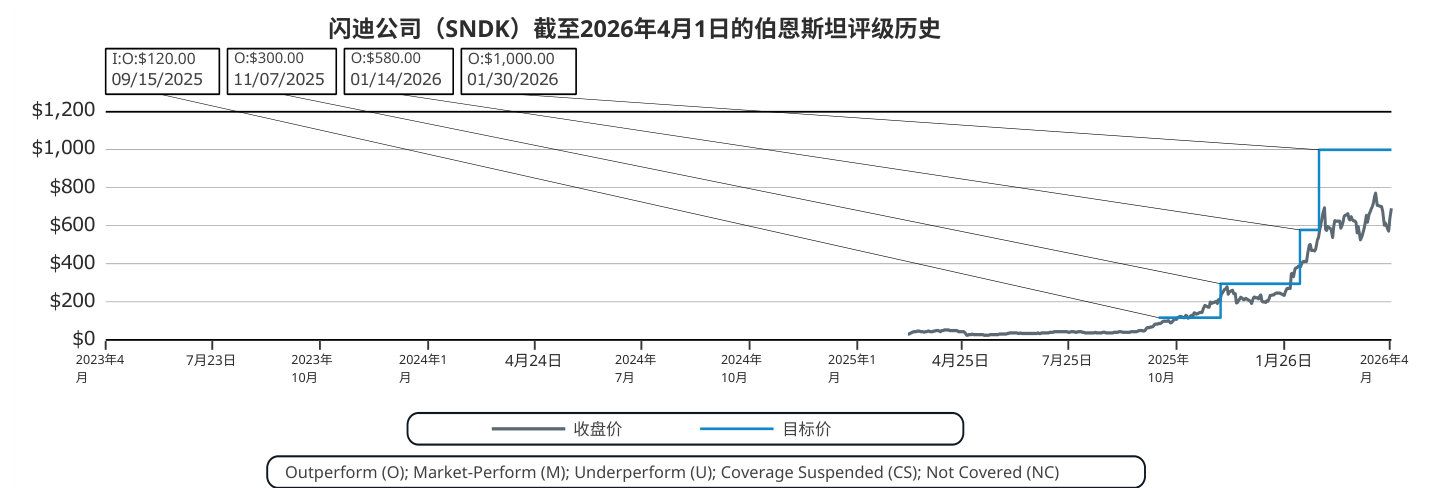 闪迪公司（SNDK）截至2026年4月1日的伯恩斯坦评级历史
I:O:$120.00
09/15/2025
O:$300.00
11/07/2025
O:$580.00
01/14/2026
O:$1,000.00
01/30/2026
$1,200
$1,000
$800
$600
$400
$200
$0
2023年4
月
7月23日
2023年
10月
2024年1
月
4月24日
2024年
7月
2024年
10月
2025年1
月
4月25日
7月25日
2025年
10月
1月26日
2026年4
月
收盘价
目标价
Outperform (O); Market-Perform (M); Underperform (U); Coverage Suspended (CS); Not Covered (NC)